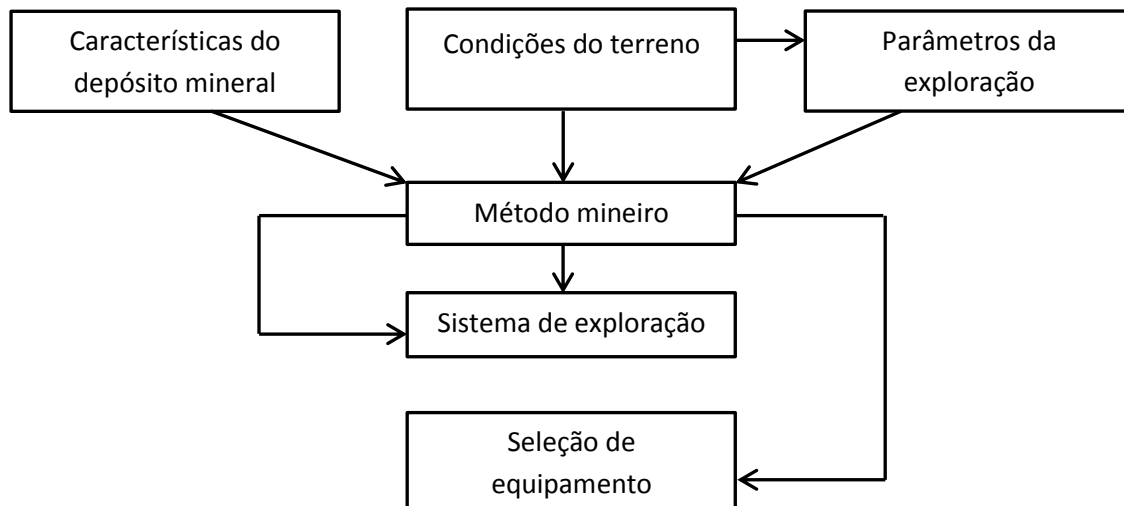 Características do
depósito mineral
Condições do terreno
Parâmetros da
exploração
Método mineiro
Sistema de exploração
Seleção de
equipamento